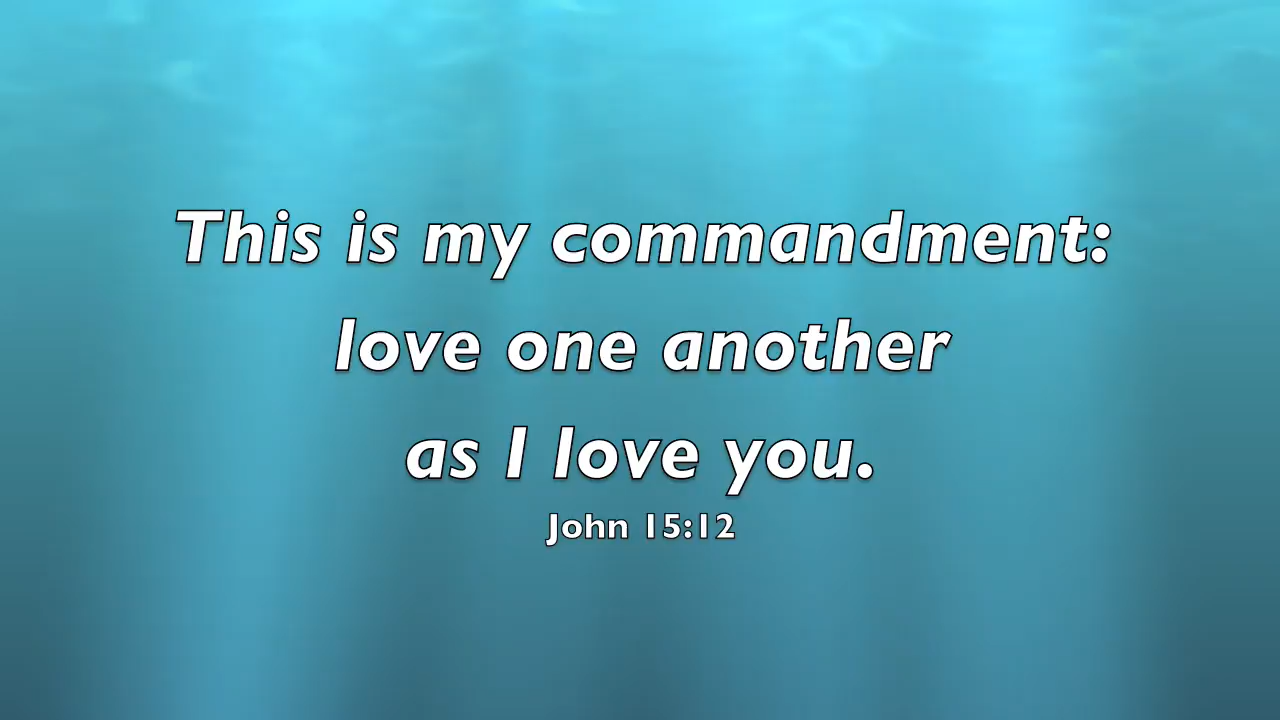 This is my commandment:
love one another
as I love you.
John 15:12